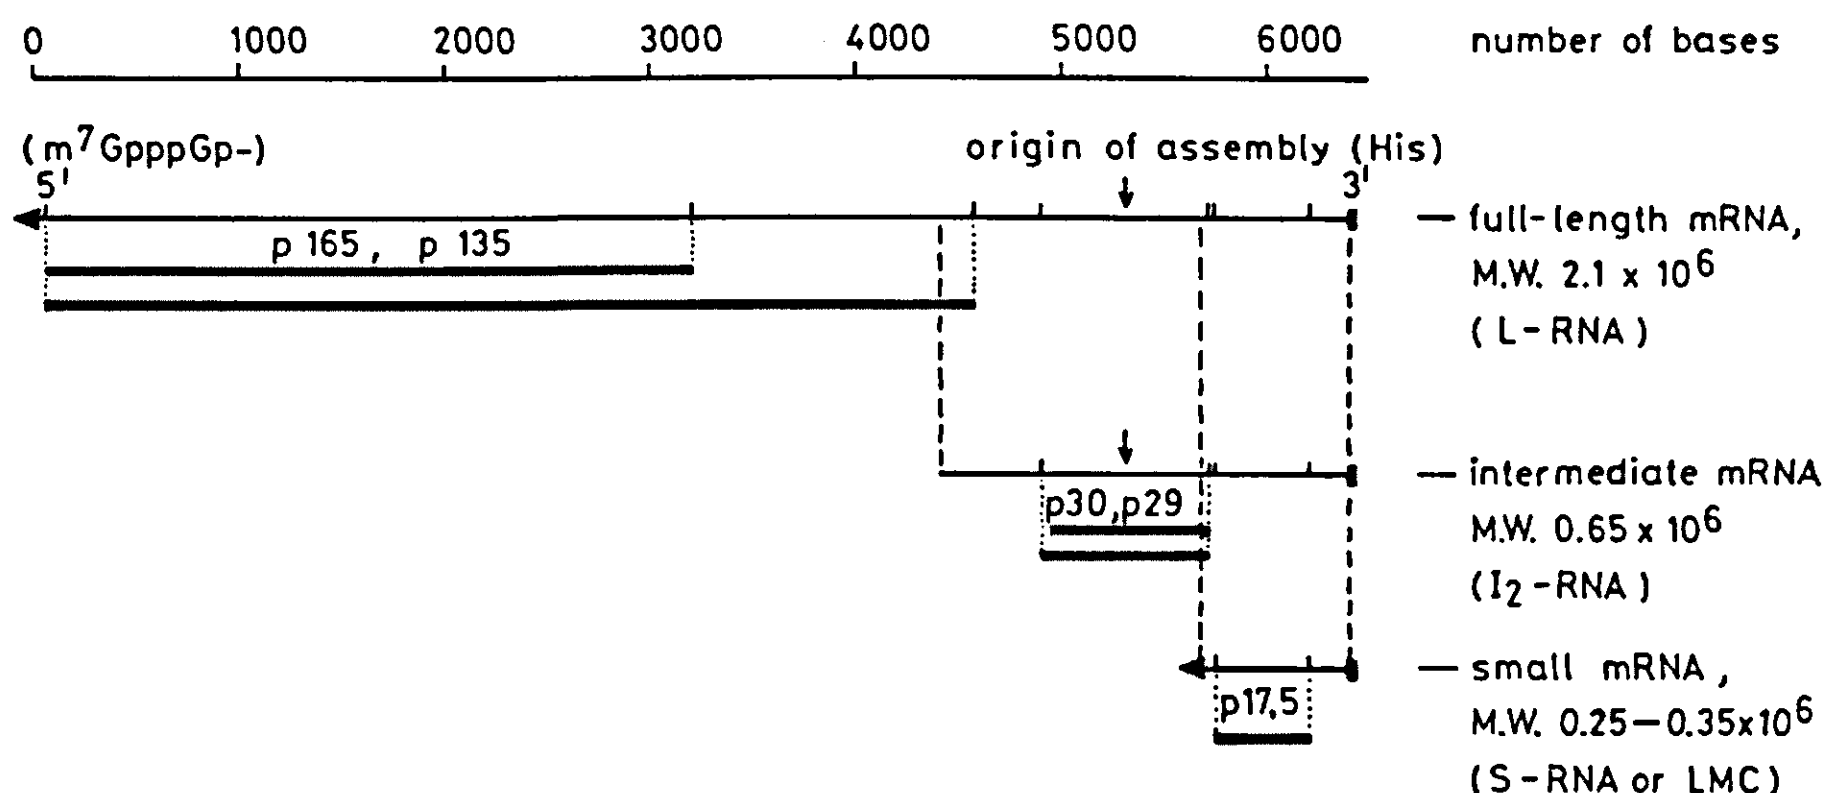 0 1000 2000 3000 4000 5000 6000 number of bases
(m⁷GpppGp-) origin of assembly (His)
5' 3'
full-length mRNA,
p 165, p 135
M.W. 2.1 x 10⁶
(L-RNA)
intermediate mRNA
p30,p29
M.W. 0.65 x 10⁶
(I₂-RNA)
small mRNA,
p17,5
M.W. 0.25-0.35x10⁶
(S-RNA or LMC)